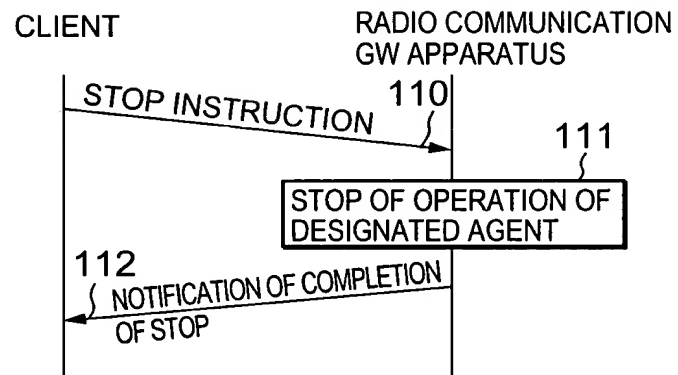 CLIENT
RADIO COMMUNICATION
GW APPARATUS
STOP INSTRUCTION
110
111
STOP OF OPERATION OF
DESIGNATED AGENT
112
NOTIFICATION OF COMPLETION
OF STOP